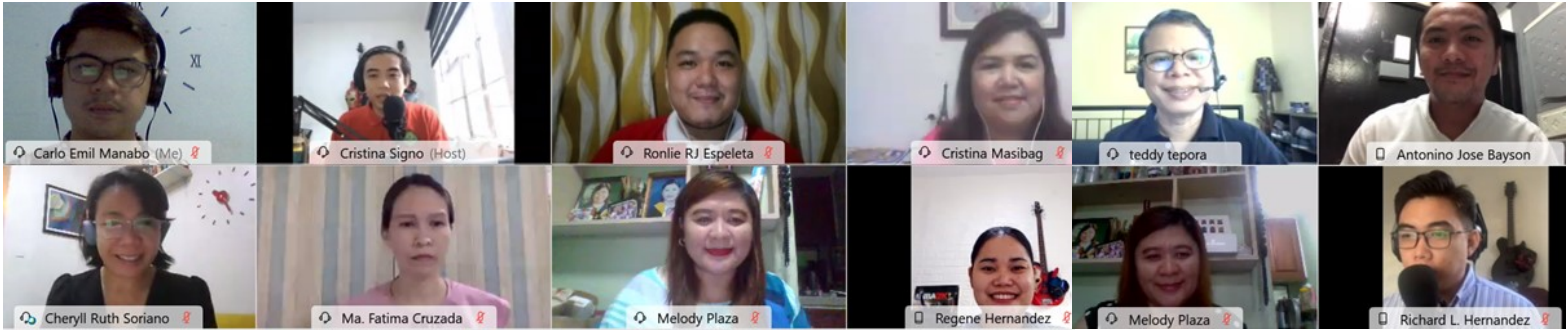 Carlo Emil Manabo (Me)
Cristina Signo (Host)
Ronlie RJ Espeleta
Cristina Masibag
teddy tepora
Antonino Jose Bayson
XI
Cheryll Ruth Soriano
Ma. Fatima Cruzada
Melody Plaza
Regene Hernandez
Melody Plaza
Richard L. Hernandez